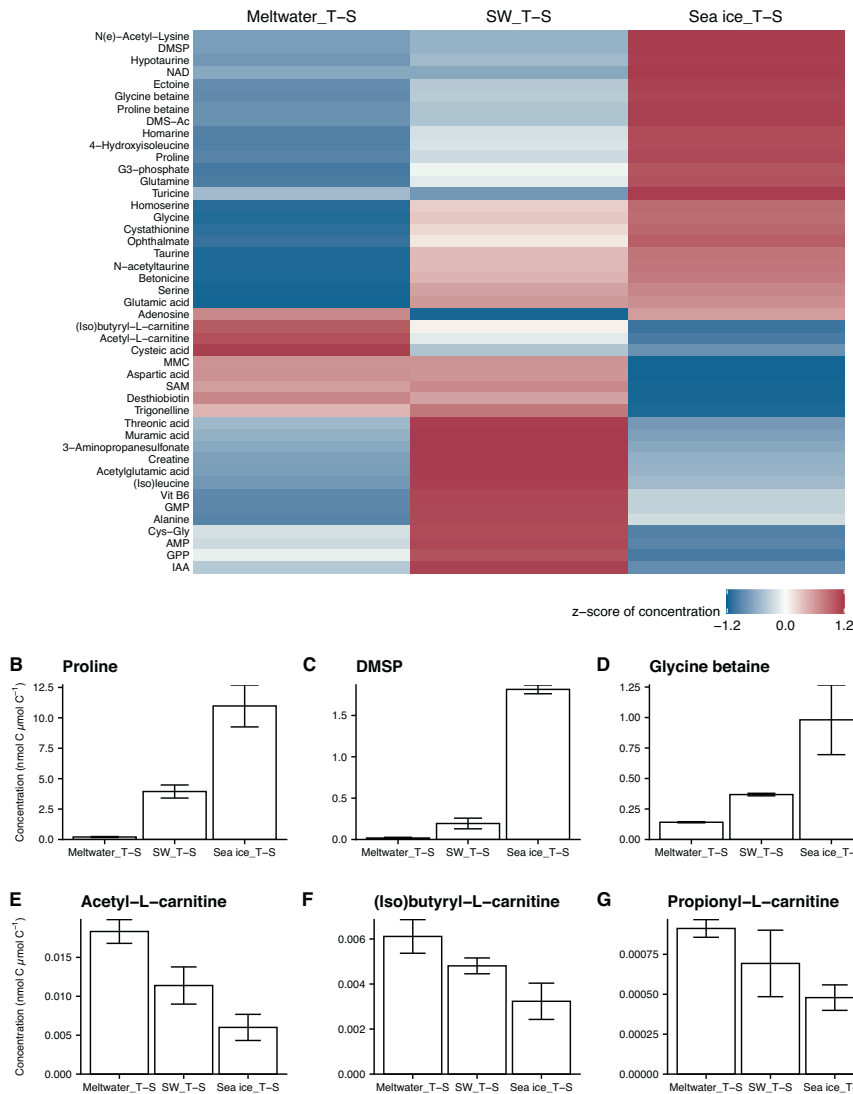 Meltwater_T−S SW_T−S Sea ice_T−S
N(e)−Acetyl−Lysine
DMSP
Hypotaurine
NAD
Ectoine
Glycine betaine
Proline betaine
DMS−Ac
Homarine
4−Hydroxyisoleucine
Proline
G3−phosphate
Glutamine
Turicine
Homoserine
Glycine
Cystathionine
Ophthalmate
Taurine
N−acetyltaurine
Betonicine
Serine
Glutamic acid
Adenosine
(Iso)butyryl−L−carnitine
Acetyl−L−carnitine
Cysteic acid
MMC
Aspartic acid
SAM
Desthiobiotin
Trigonelline
Threonic acid
Muramic acid
3−Aminopropanesulfonate
Creatine
Acetylglutamic acid
(Iso)leucine
Vit B6
GMP
Alanine
Cys−Gly
AMP
GPP
IAA
z−score of concentration
−1.2 0.0 1.2
B Proline
Concentration (nmol C µmol C⁻¹)
12.5
10.0
7.5
5.0
2.5
0.0
Meltwater_T−S SW_T−S Sea ice_T−S
C DMSP
1.5
1.0
0.5
0.0
Meltwater_T−S SW_T−S Sea ice_T−S
D Glycine betaine
1.25
1.00
0.75
0.50
0.25
0.00
Meltwater_T−S SW_T−S Sea ice_T−
E Acetyl−L−carnitine
Concentration (nmol C µmol C⁻¹)
0.015
0.010
0.005
0.000
Meltwater_T−S SW_T−S Sea ice_T−S
F (Iso)butyryl−L−carnitine
0.006
0.004
0.002
0.000
Meltwater_T−S SW_T−S Sea ice_T−S
G Propionyl−L−carnitine
0.00075
0.00050
0.00025
0.00000
Meltwater_T−S SW_T−S Sea ice_T−